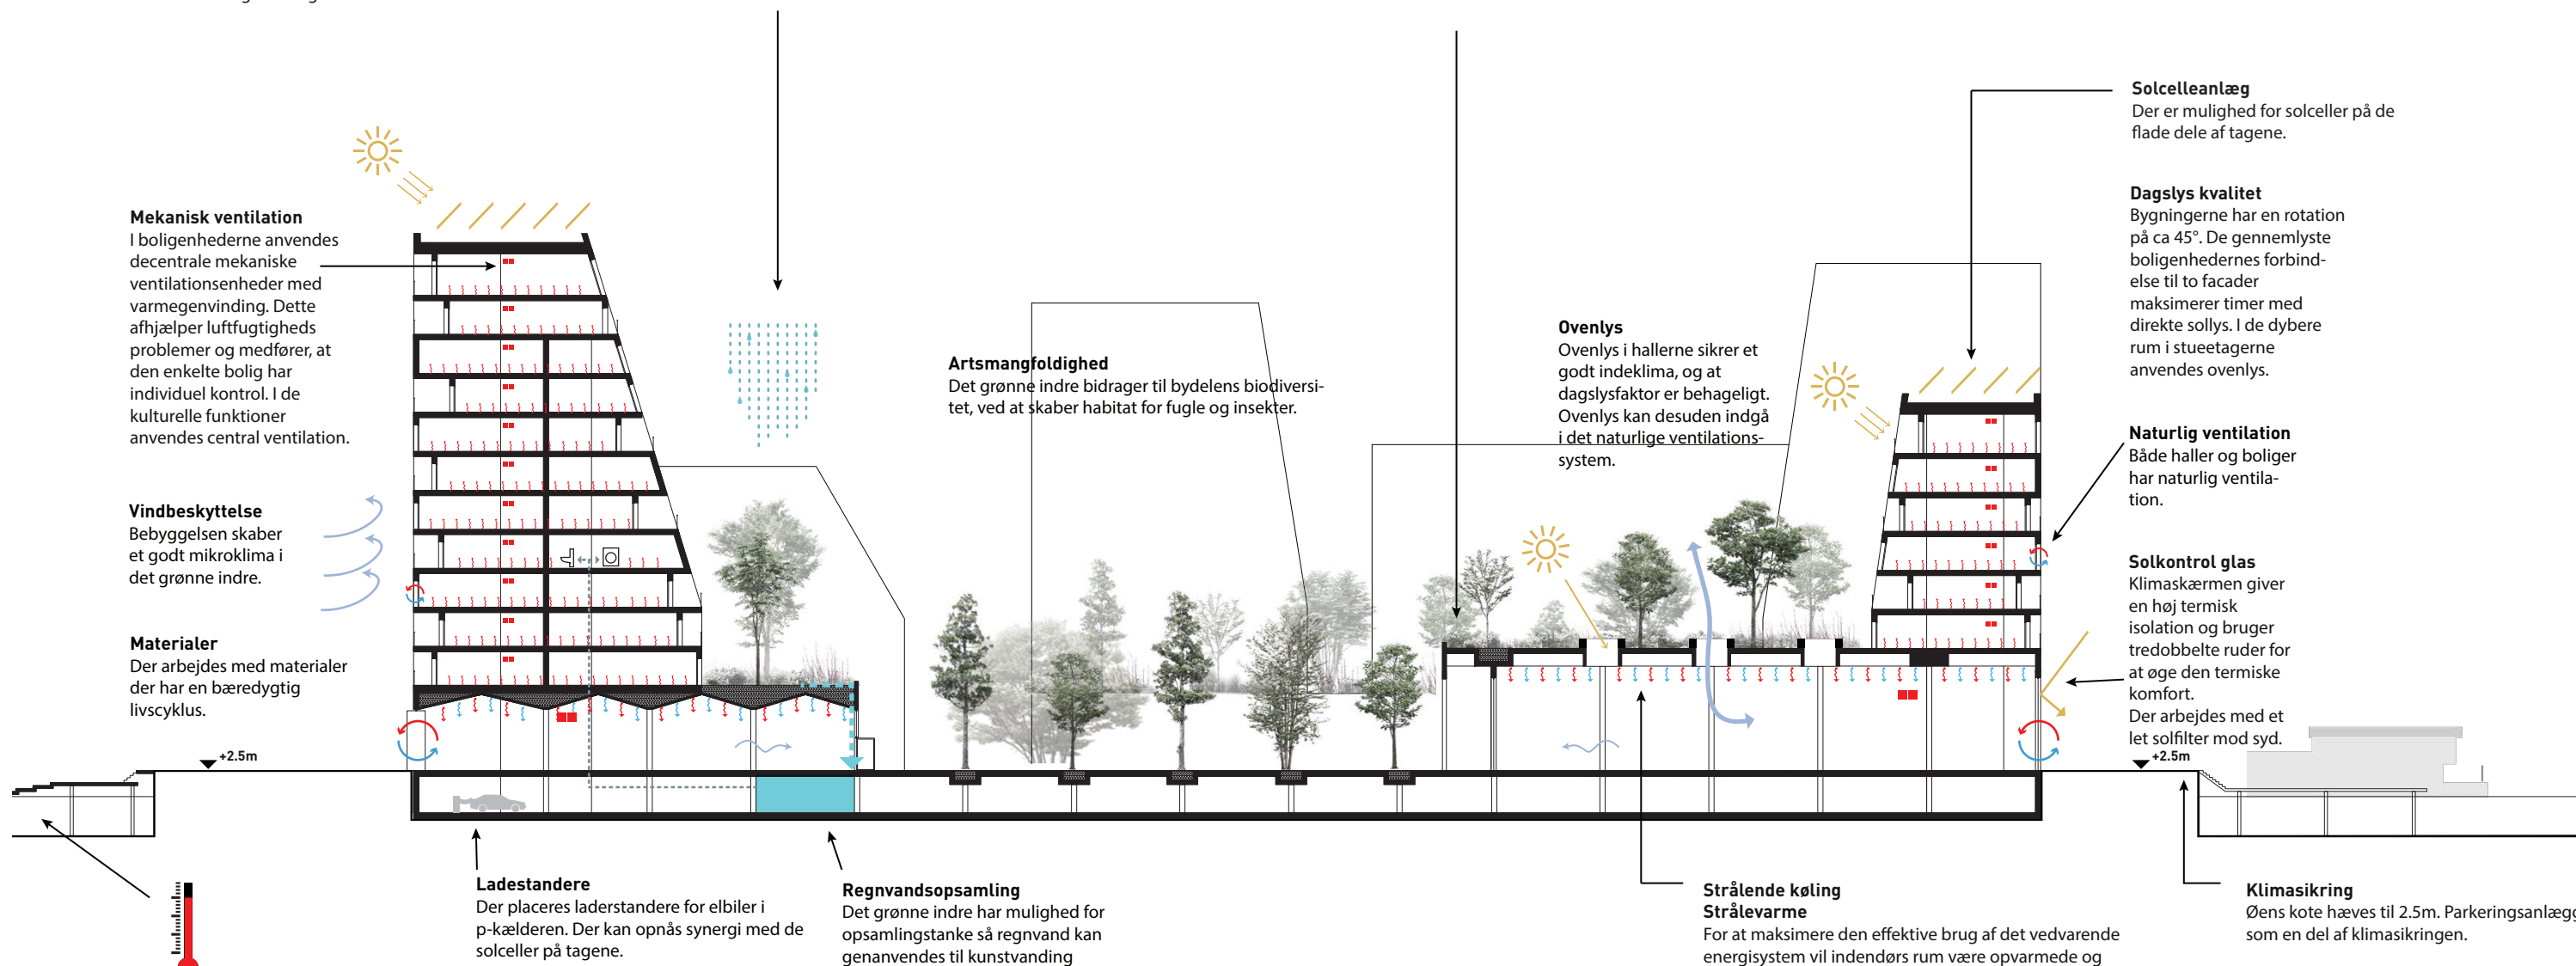 Mekanisk ventilation
I boligenhederne anvendes
decentrale mekaniske
ventilationsenheder med
varmegenvinding. Dette
afhjælper luftfugtigheds
problemer og medfører, at
den enkelte bolig har
individuel kontrol. I de
kulturelle funktioner
anvendes central ventilation.
Vindbeskyttelse
Bebyggelsen skaber
et godt mikroklima i
det grønne indre.
Materialer
Der arbejdes med materialer
der har en bæredygtig
livscyklus.
+2.5m
Artsmangfoldighed
Det grønne indre bidrager til bydelens biodiversi-
tet, ved at skaber habitat for fugle og insekter.
Ovenlys
Ovenlys i hallerne sikrer et
godt indeklima, og at
dagslysfaktor er behageligt.
Ovenlys kan desuden indgå
i det naturlige ventilations-
system.
Solcelleanlæg
Der er mulighed for solceller på de
flade dele af tagene.
Dagslys kvalitet
Bygningerne har en rotation
på ca 45°. De gennemlyste
boligenhedernes forbind-
else til to facader
maksimerer timer med
direkte sollys. I de dybere
rum i stueetagerne
anvendes ovenlys.
Naturlig ventilation
Både haller og boliger
har naturlig ventila-
tion.
Solkontrol glas
Klimaskærmen giver
en høj termisk
isolation og bruger
tredobbelte ruder for
at øge den termiske
komfort.
Der arbejdes med et
let solfilter mod syd.
+2.5m
Ladestandere
Der placeres laderstandere for elbiler i
p-kælderen. Der kan opnås synergi med de
solceller på tagene.
Regnvandsopsamling
Det grønne indre har mulighed for
opsamlingstanke så regnvand kan
genanvendes til kunstvanding
Strålende køling
Strålevarme
For at maksimere den effektive brug af det vedvarende
energisystem vil indendørs rum være opvarmede og
Klimasikring
Øens kote hæves til 2.5m. Parkeringsanlægg
som en del af klimasikringen.